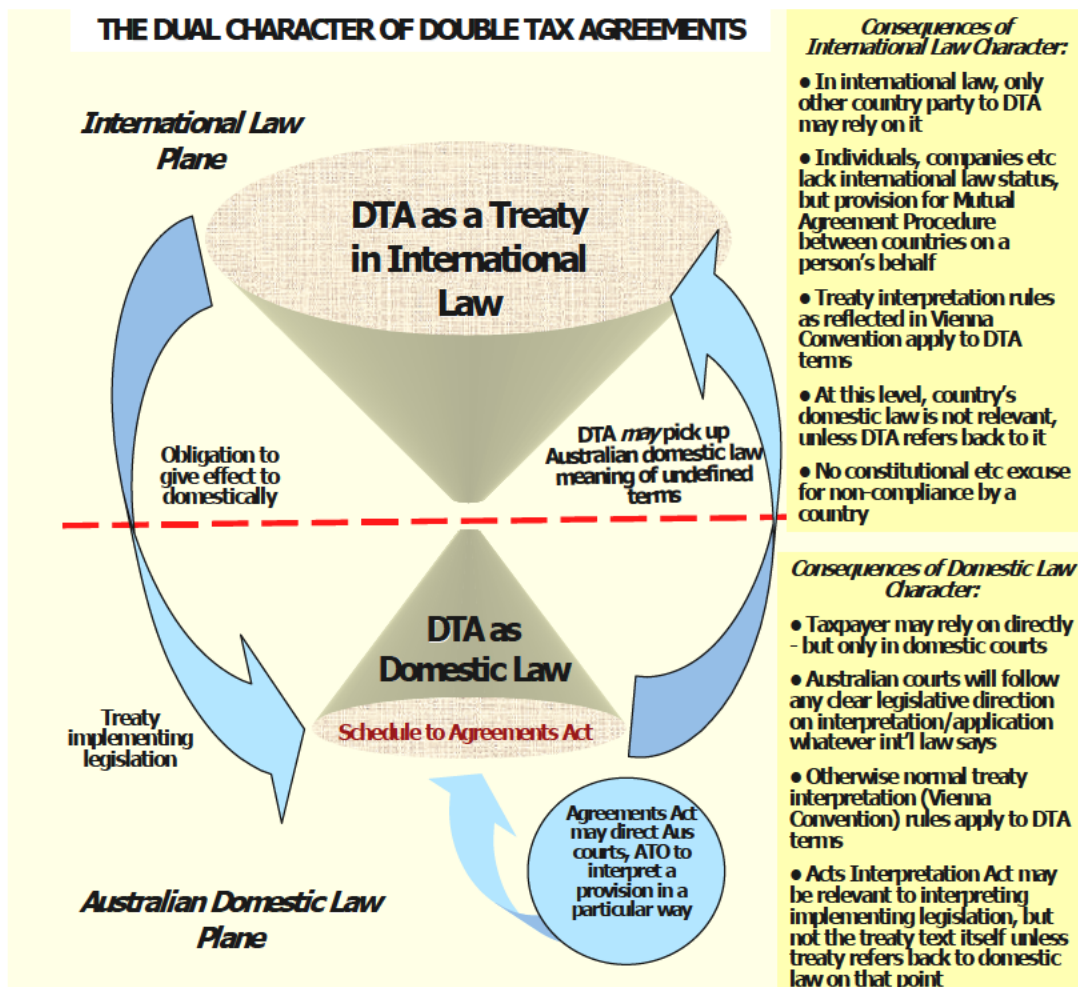 THE DUAL CHARACTER OF DOUBLE TAX AGREEMENTS
International Law
Plane
DTA as a Treaty
in International
Law
Obligation to
give effect to
domestically
DTA may pick up
Australian domestic law
meaning of undefined
terms
DTA as
Domestic Law
Schedule to Agreements Act
Treaty
implementing
legislation
Agreements Act
may direct Aus
courts, ATO to
interpret a
provision in a
particular way
Australian Domestic Law
Plane
Consequences of
International Law Character:
● In international law, only
other country party to DTA
may rely on it
● Individuals, companies etc
lack international law status,
but provision for Mutual
Agreement Procedure
between countries on a
person's behalf
● Treaty interpretation rules
as reflected in Vienna
Convention apply to DTA
terms
● At this level, country's
domestic law is not relevant,
unless DTA refers back to it
● No constitutional etc excuse
for non-compliance by a
country
Consequences of Domestic Law
Character:
● Taxpayer may rely on directly
- but only in domestic courts
● Australian courts will follow
any clear legislative direction
on interpretation/application
whatever int'l law says
● Otherwise normal treaty
interpretation (Vienna
Convention) rules apply to DTA
terms
● Acts Interpretation Act may
be relevant to interpreting
implementing legislation, but
not the treaty text itself unless
treaty refers back to domestic
law on that point